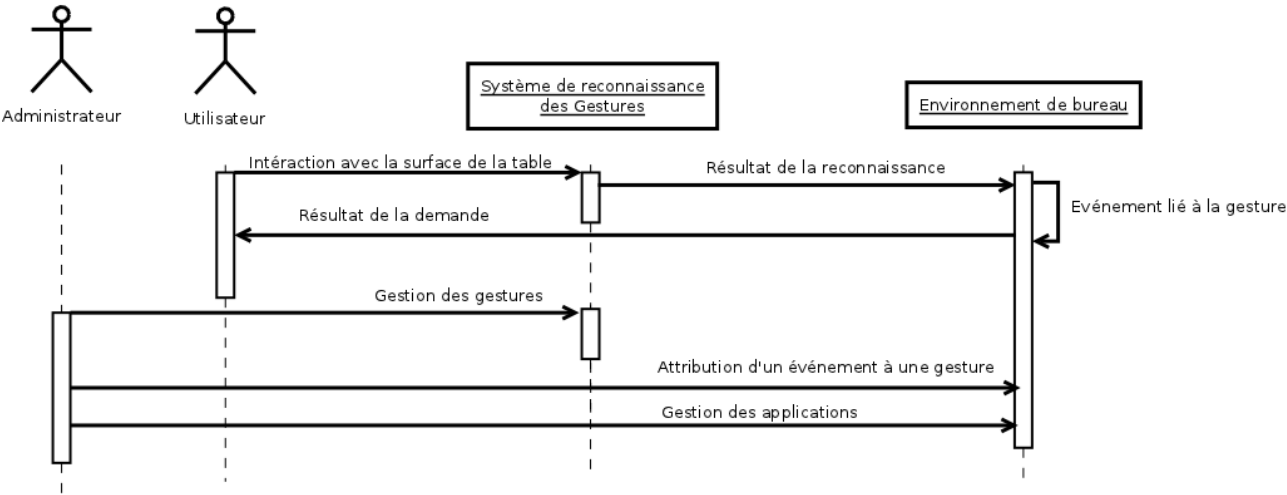 Système de reconnaissance
des Gestures
Environnement de bureau
Administrateur
Utilisateur
Intéraction avec la surface de la table
Résultat de la reconnaissance
Evénement lié à la gesture
Résultat de la demande
Gestion des gestures
Attribution d'un événement à une gesture
Gestion des applications